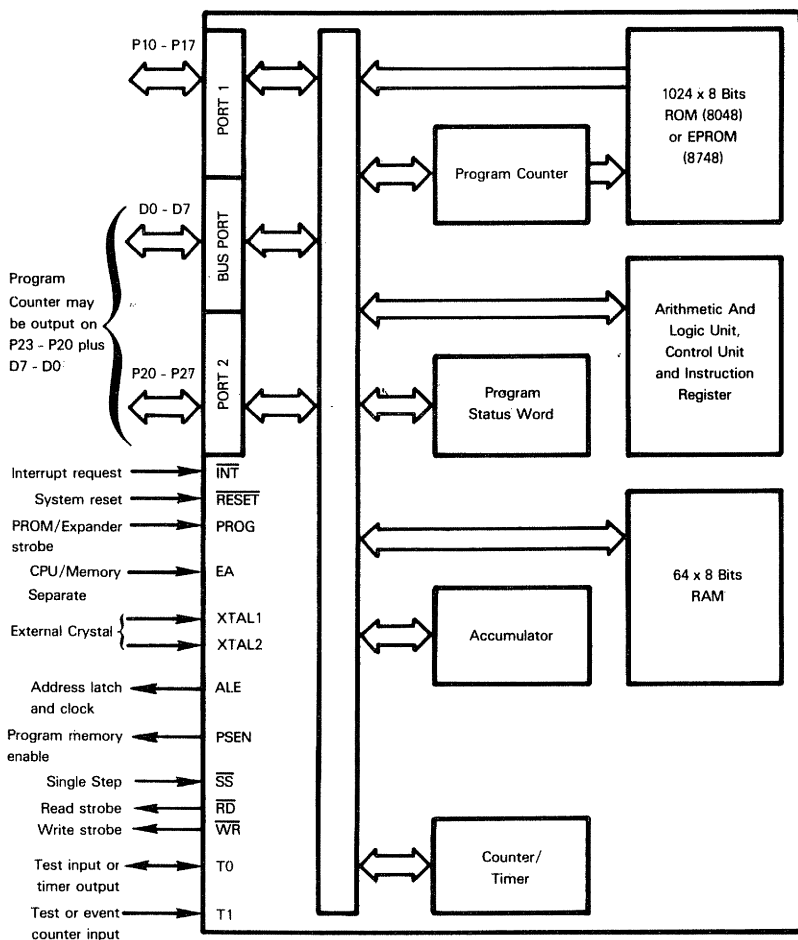 P10 - P17
PORT 1
1024 x 8 Bits
ROM (8048)
or EPROM
(8748)
Program Counter
D0 - D7
BUS PORT
Program
Counter may
be output on
P23 - P20 plus
D7 - D0
Arithmetic And
Logic Unit,
Control Unit
and Instruction
Register
P20 - P27
PORT 2
Program
Status Word
Interrupt request
INT
System reset
RESET
PROM/Expander
strobe
PROG
CPU/Memory
Separate
EA
64 x 8 Bits
RAM
External Crystal
XTAL1
XTAL2
Accumulator
Address latch
and clock
ALE
Program memory
enable
PSEN
Single Step
SS
Read strobe
RD
Write strobe
WR
Test input or
timer output
T0
Counter/
Timer
Test or event
counter input
T1